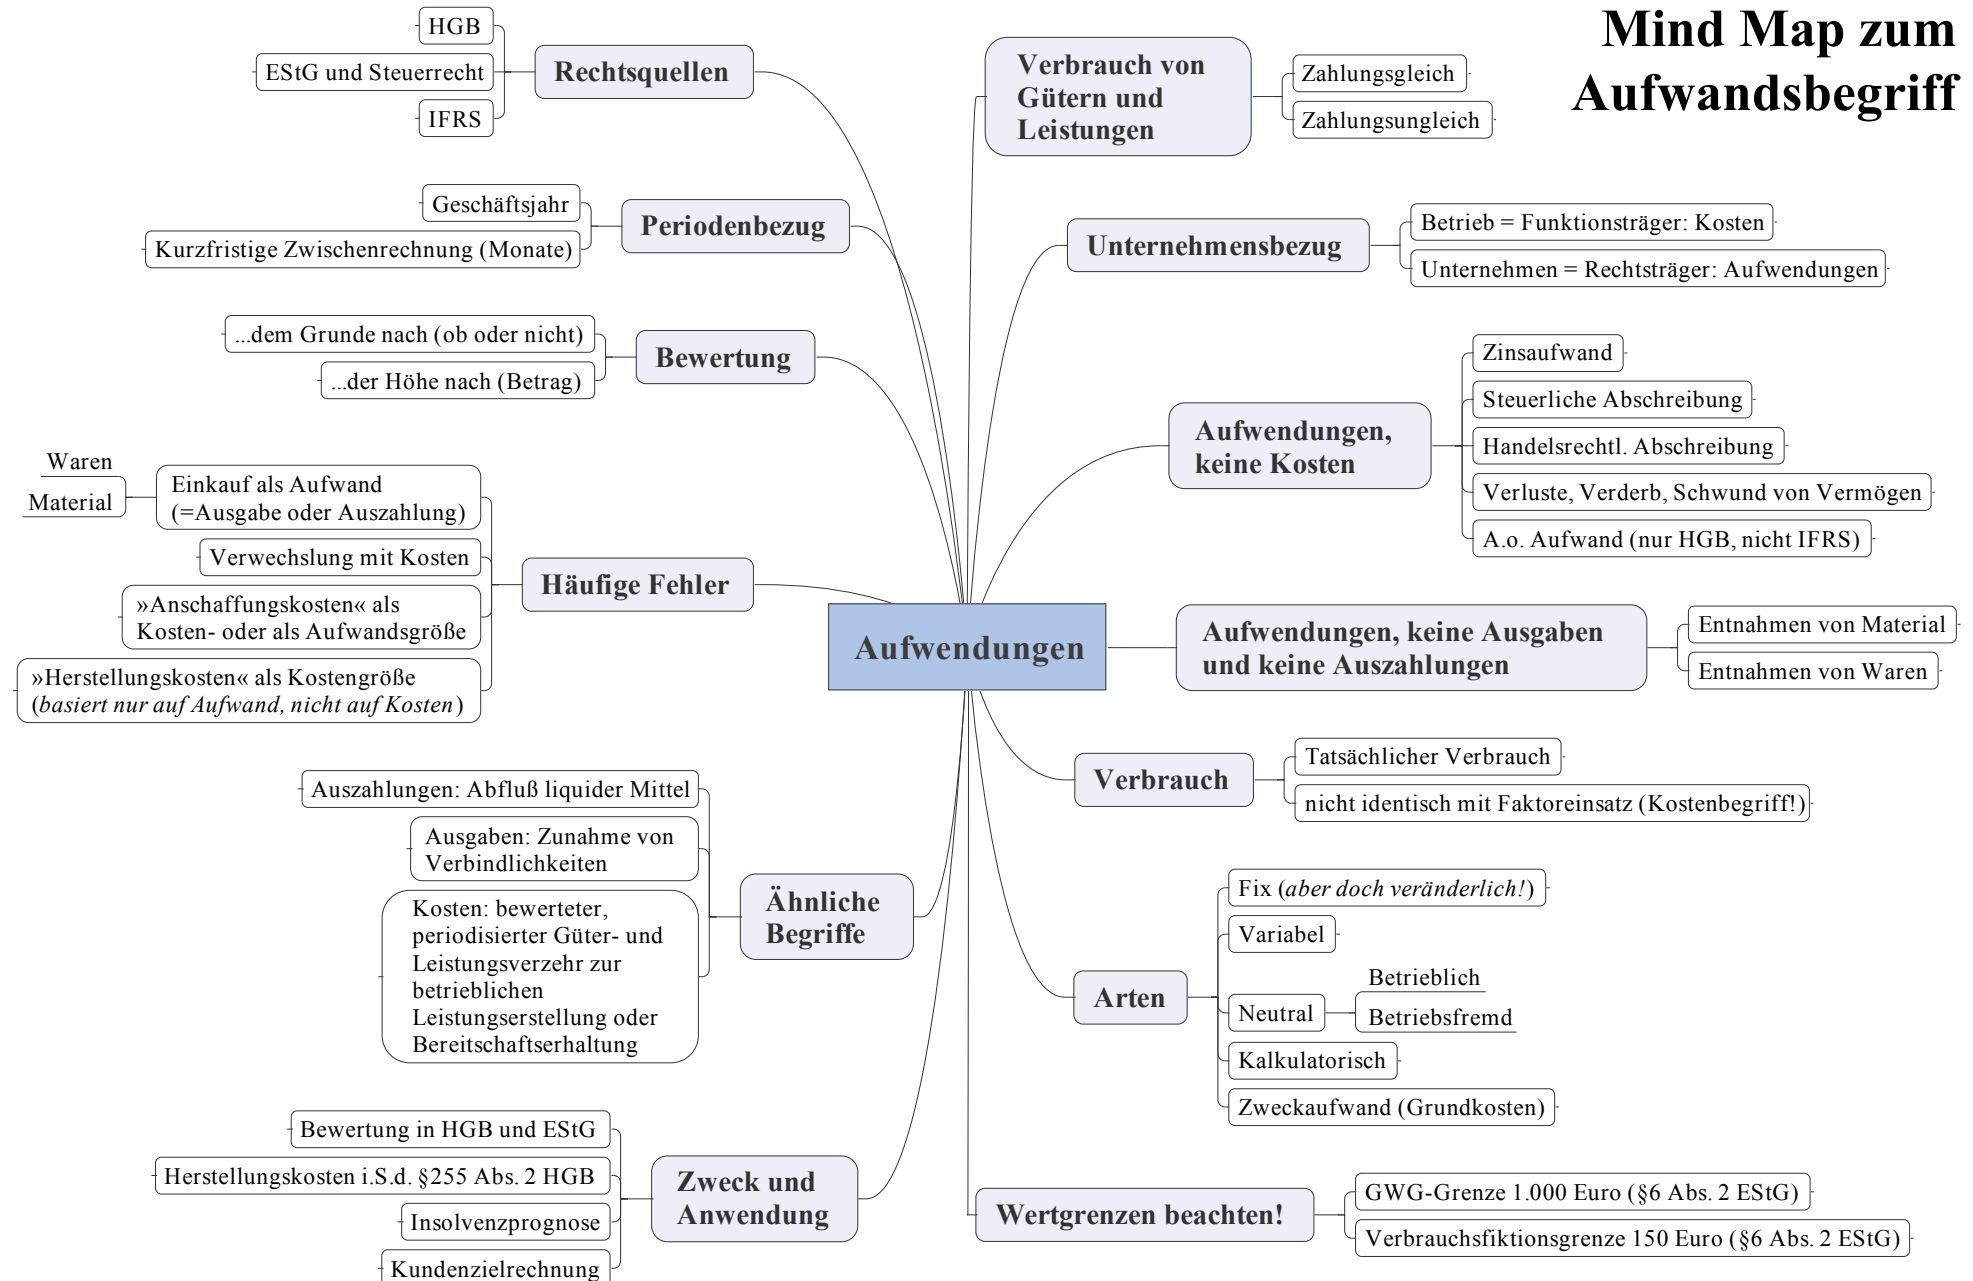 Mind Map zum
Aufwandsbegriff
HGB
EStG und Steuerrecht
IFRS
Rechtsquellen
Geschäftsjahr
Kurzfristige Zwischenrechnung (Monate)
Periodenbezug
...dem Grunde nach (ob oder nicht)
...der Höhe nach (Betrag)
Bewertung
Waren
Material
Einkauf als Aufwand
(=Ausgabe oder Auszahlung)
Verwechslung mit Kosten
»Anschaffungskosten« als
Kosten- oder als Aufwandsgröße
»Herstellungskosten« als Kostengröße
(basiert nur auf Aufwand, nicht auf Kosten)
Häufige Fehler
Auszahlungen: Abfluß liquider Mittel
Ausgaben: Zunahme von
Verbindlichkeiten
Kosten: bewerteter,
periodisierter Güter- und
Leistungsverzehr zur
betrieblichen
Leistungserstellung oder
Bereitschaftserhaltung
Ähnliche
Begriffe
Bewertung in HGB und EStG
Herstellungskosten i.S.d. §255 Abs. 2 HGB
Insolvenzprognose
Kundenzielrechnung
Zweck und
Anwendung
Aufwendungen
Verbrauch von
Gütern und
Leistungen
Zahlungsgleich
Zahlungsungleich
Unternehmensbezug
Betrieb = Funktionsträger: Kosten
Unternehmen = Rechtsträger: Aufwendungen
Aufwendungen,
keine Kosten
Zinsaufwand
Steuerliche Abschreibung
Handelsrechtl. Abschreibung
Verluste, Verderb, Schwund von Vermögen
A.o. Aufwand (nur HGB, nicht IFRS)
Aufwendungen, keine Ausgaben
und keine Auszahlungen
Entnahmen von Material
Entnahmen von Waren
Verbrauch
Tatsächlicher Verbrauch
nicht identisch mit Faktoreinsatz (Kostenbegriff!)
Arten
Fix (aber doch veränderlich!)
Variabel
Neutral
Betrieblich
Betriebsfremd
Kalkulatorisch
Zweckaufwand (Grundkosten)
Wertgrenzen beachten!
GWG-Grenze 1.000 Euro (§6 Abs. 2 EStG)
Verbrauchsfiktionsgrenze 150 Euro (§6 Abs. 2 EStG)